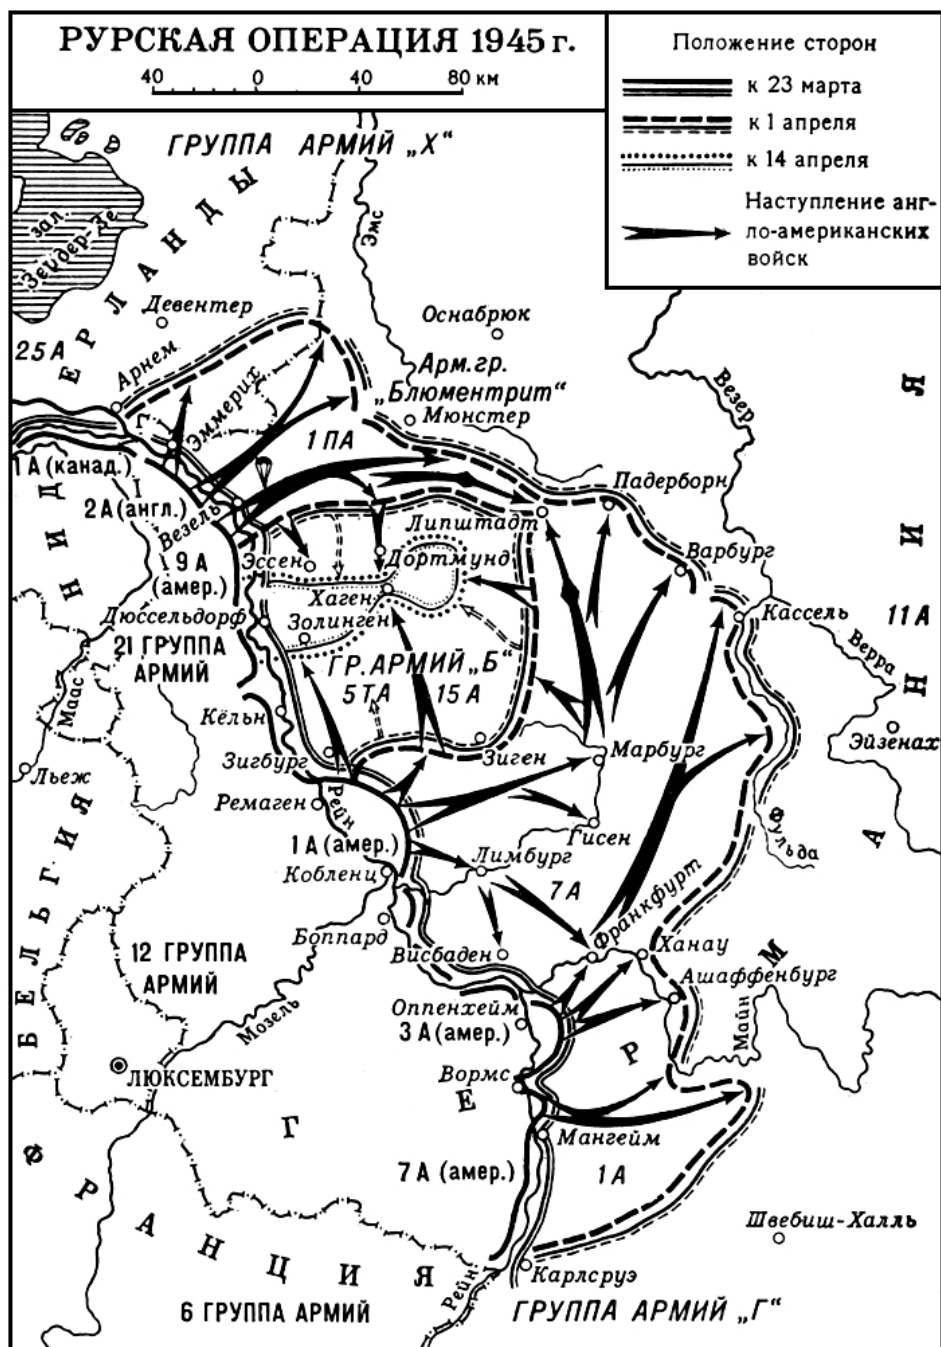 РУРСКАЯ ОПЕРАЦИЯ 1945 г.
40 0 40 80 км
Положение сторон
к 23 марта
к 1 апреля
к 14 апреля
Наступление анг-
ло-американских
войск
ГРУППА АРМИЙ „Х"
НИДЕРЛАНДЫ
зал.
Зейдер-Зе
Эмс
Девентер
Оснабрюк
25 А
Арнем
Эммерих
Арм.гр.
„Блюментрит"
Мюнстер
Везер
1 ПА
1 А (канад.)
2 А (англ.)
Везель
Падерборн
Липштадт
9 А
(амер.)
Эссен
Дортмунд
Варбург
Хаген
Дюссельдорф
Золинген
Кассель
11 А
21 ГРУППА
АРМИЙ
ГР. АРМИЙ „Б"
5 ТА 15 А
Верра
Маас
Кёльн
Эйзенах
Зигбург
Зиген
Марбург
Льеж
Ремаген
Рейн
Гисен
Фульда
1 А (амер.)
Лимбург
Кобленц
7 А
БЕЛЬГИЯ
Боппард
Франкфурт
12 ГРУППА
АРМИЙ
Висбаден
Ханау
Ашаффенбург
Мозель
Оппенхейм
3 А (амер.)
Майн
ЛЮКСЕМБУРГ
Вормс
ГЕРМАНИЯ
Мангейм
7 А (амер.)
1 А
ФРАНЦИЯ
Швебиш-Халль
Карлсруэ
Рейн
6 ГРУППА АРМИЙ
ГРУППА АРМИЙ „Г"